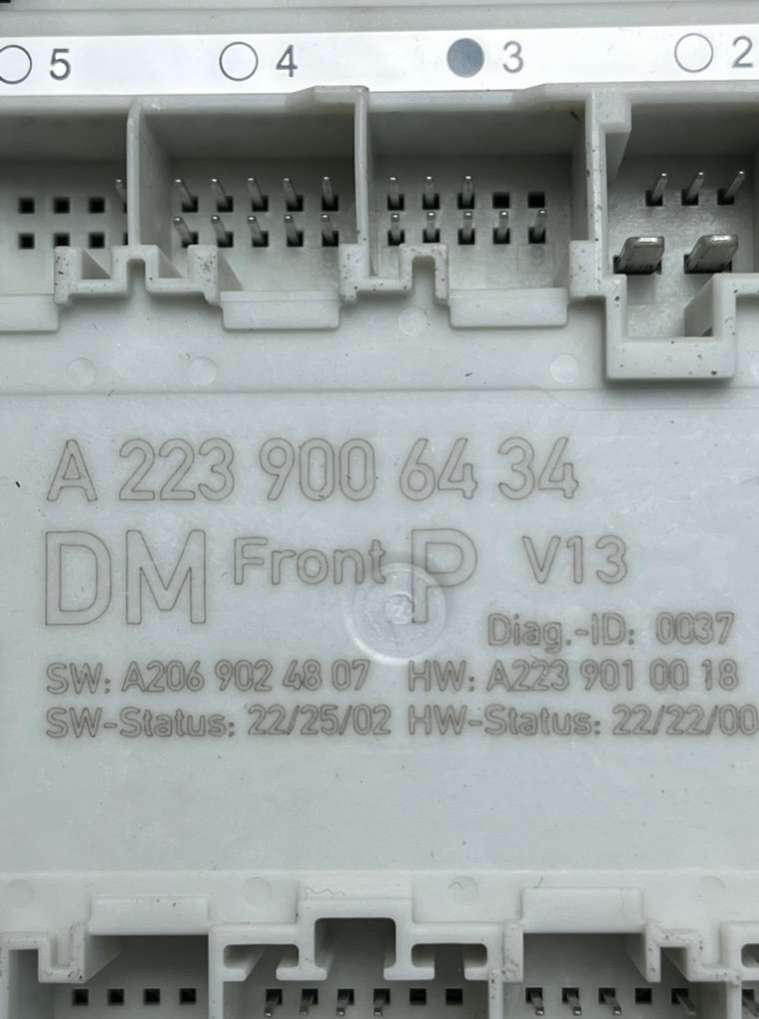 5 4 3 2
A 223 900 64 34
DM Front P V13
Diag.-ID: 0037
SW: A206 902 48 07 HW: A223 901 00 18
SW-Status: 22/25/02 HW-Status: 22/22/00